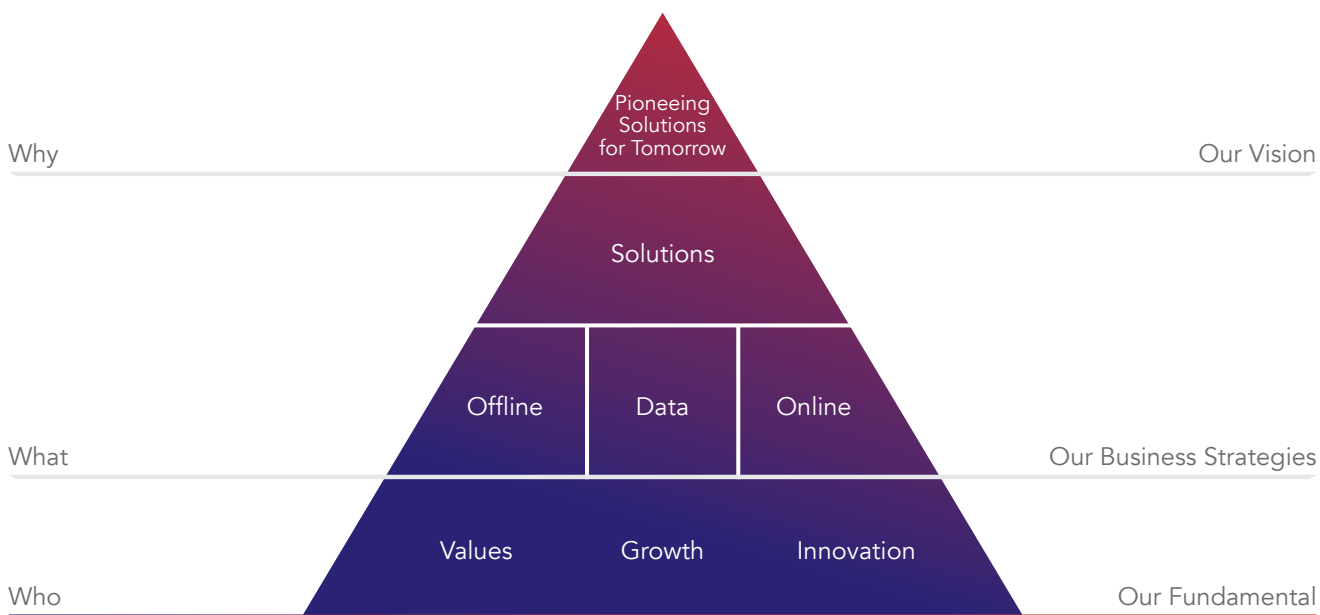 Pioneeing
Solutions
for Tomorrow
Why
Our Vision
Solutions
Offline
Data
Online
What
Our Business Strategies
Values
Growth
Innovation
Who
Our Fundamental